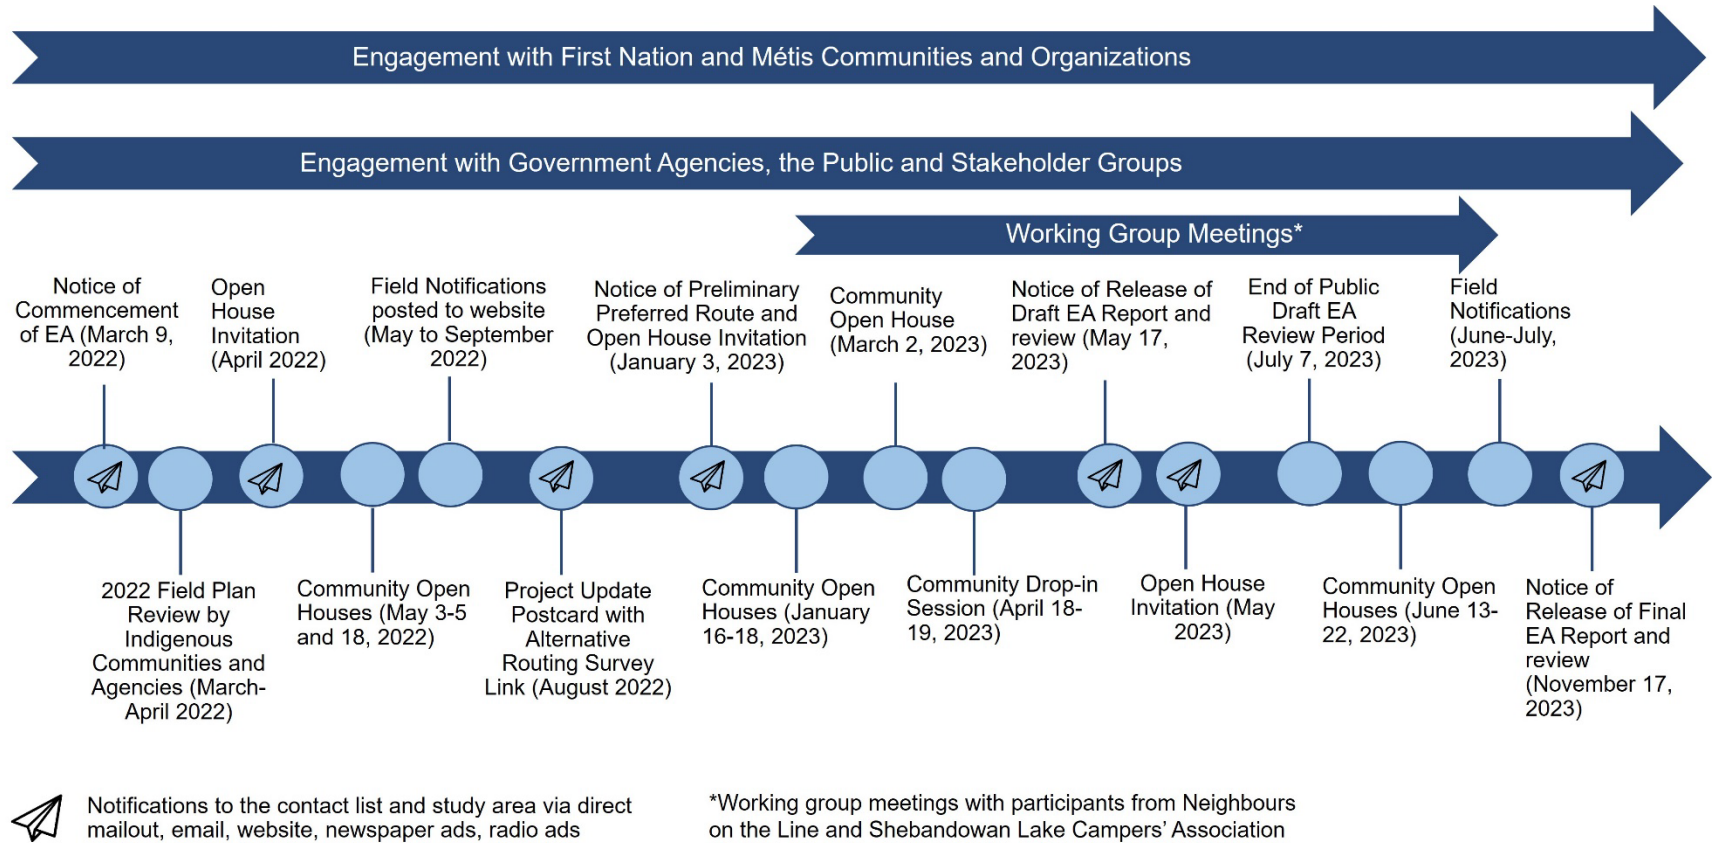 Engagement with First Nation and Métis Communities and Organizations
Engagement with Government Agencies, the Public and Stakeholder Groups
Working Group Meetings*
Notice of
Commencement
of EA (March 9,
2022)
Open
House
Invitation
(April 2022)
Field Notifications
posted to website
(May to September
2022)
Notice of Preliminary
Preferred Route and
Open House Invitation
(January 3, 2023)
Community
Open House
(March 2, 2023)
Notice of Release of
Draft EA Report and
review (May 17,
2023)
End of Public
Draft EA
Review Period
(July 7, 2023)
Field
Notifications
(June-July,
2023)
2022 Field Plan
Review by
Indigenous
Communities and
Agencies (March-
April 2022)
Community Open
Houses (May 3-5
and 18, 2022)
Project Update
Postcard with
Alternative
Routing Survey
Link (August 2022)
Community Open
Houses (January
16-18, 2023)
Community Drop-in
Session (April 18-
19, 2023)
Open House
Invitation (May
2023)
Community Open
Houses (June 13-
22, 2023)
Notice of
Release of Final
EA Report and
review
(November 17,
2023)
Notifications to the contact list and study area via direct
mailout, email, website, newspaper ads, radio ads
*Working group meetings with participants from Neighbours
on the Line and Shebandowan Lake Campers' Association